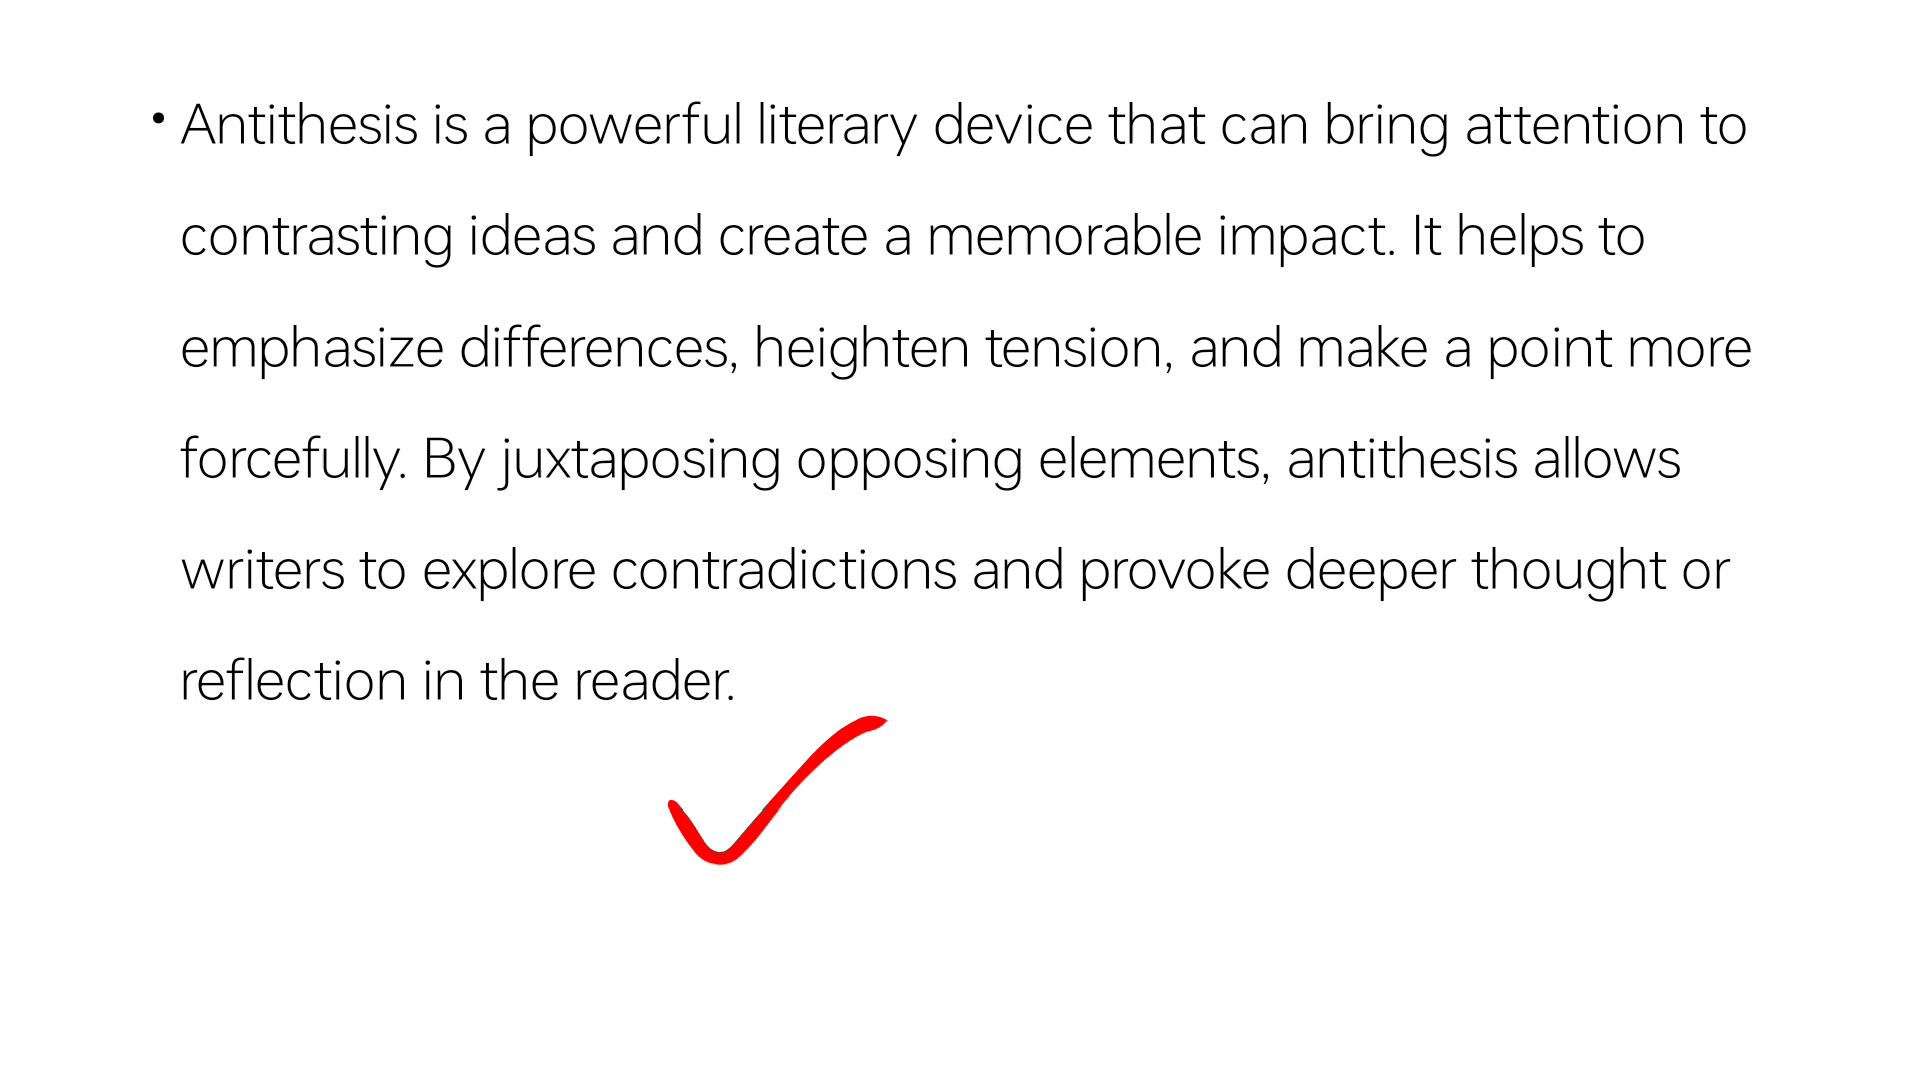 • Antithesis is a powerful literary device that can bring attention to
contrasting ideas and create a memorable impact. It helps to
emphasize differences, heighten tension, and make a point more
forcefully. By juxtaposing opposing elements, antithesis allows
writers to explore contradictions and provoke deeper thought or
reflection in the reader.